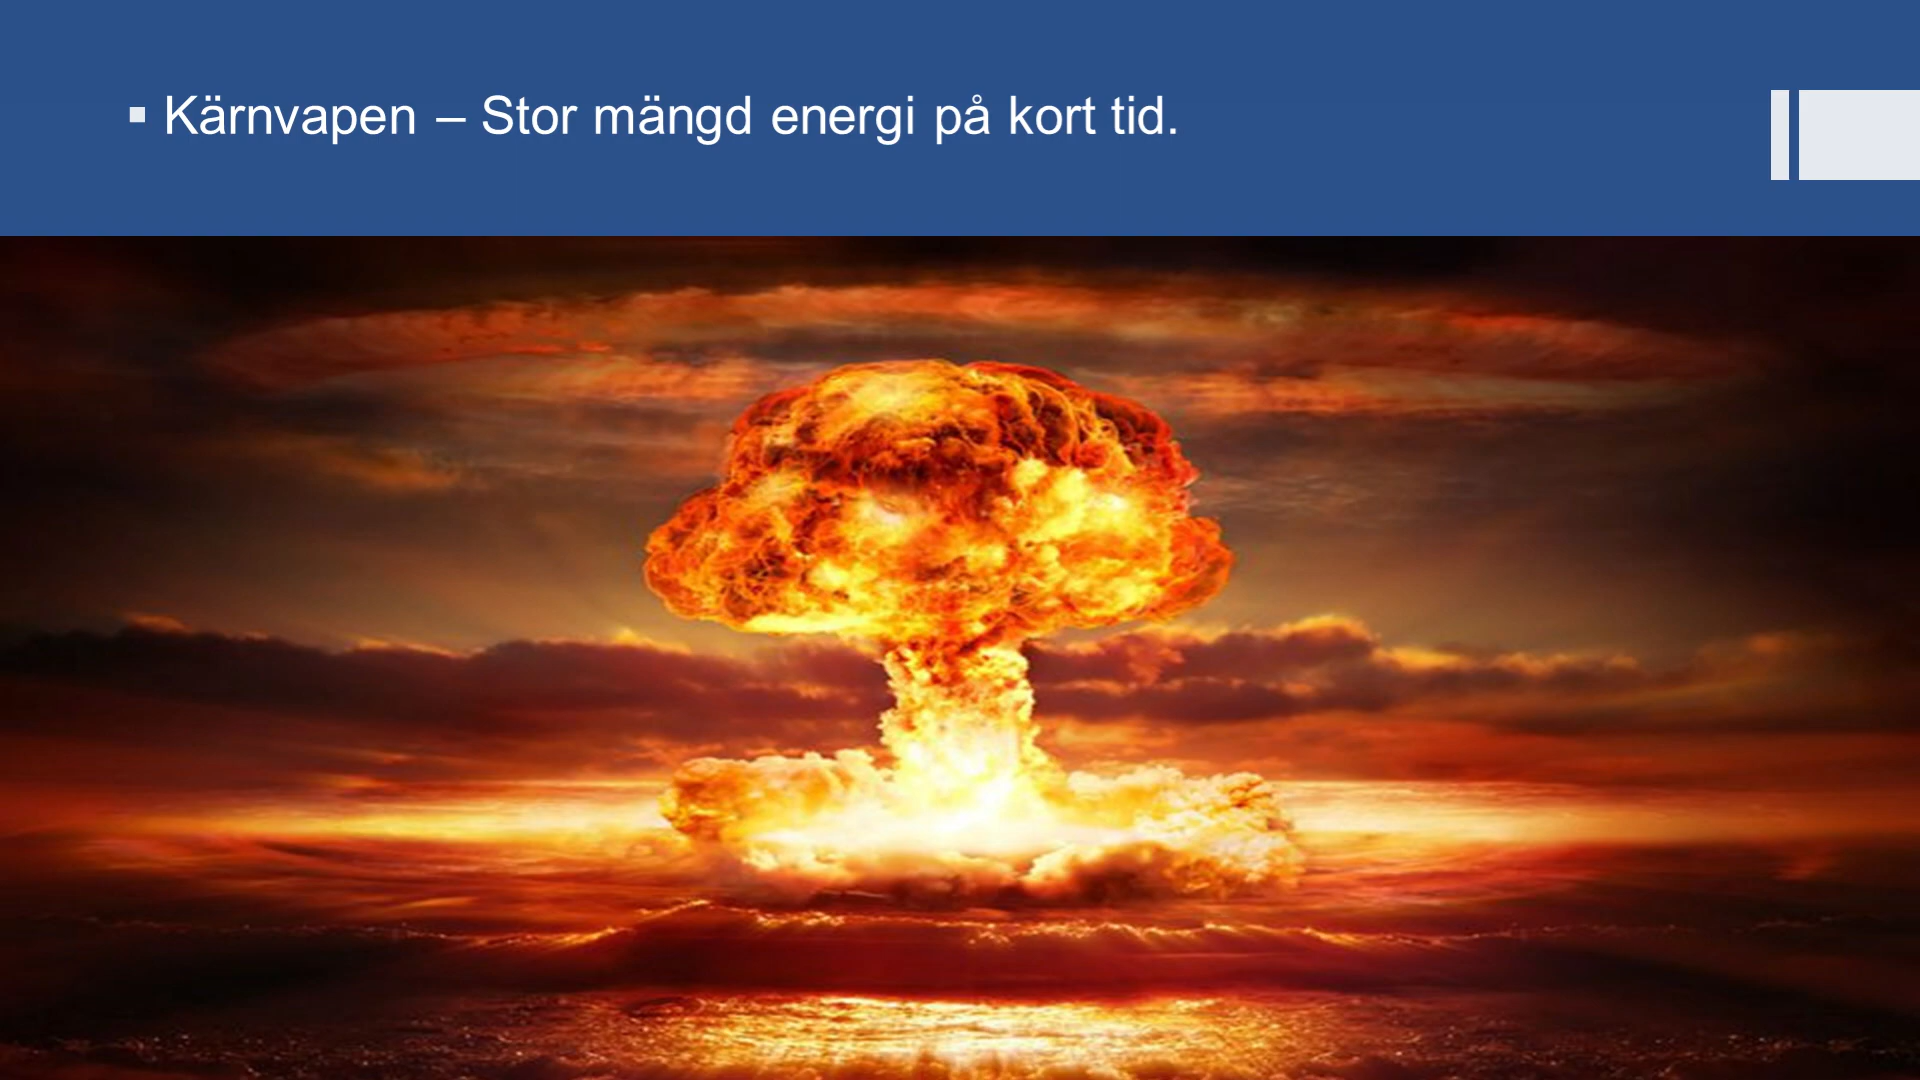 ▪ Kärnvapen – Stor mängd energi på kort tid.